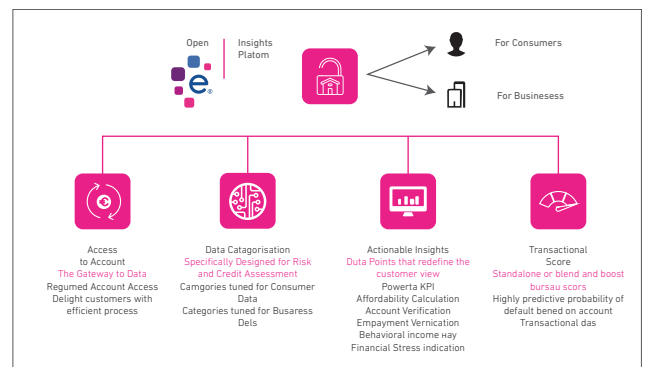 Open
Insights
Platom
e®
For Consumers
For Busineses​s
Access
to Account
The Gateway to Data
Regumed Account Access
Delight customers with
efficient process
Data Catagorisation
Specifically Designed for Risk
and Credit Assessment
Camgories tuned for Consumer
Data
Categories tuned for Busaress
Dels
Actionable Insights
Duta Points that redefine the
customer view
Powerta KPI
Affordability Calculation
Account Verification
Empayment Vernication
Behavioral income нay
Financial Stress indication
Transactional
Score
Standalone or blend and boost
bursau scors
Highly predictive probability of
default bened on account
Transactional das